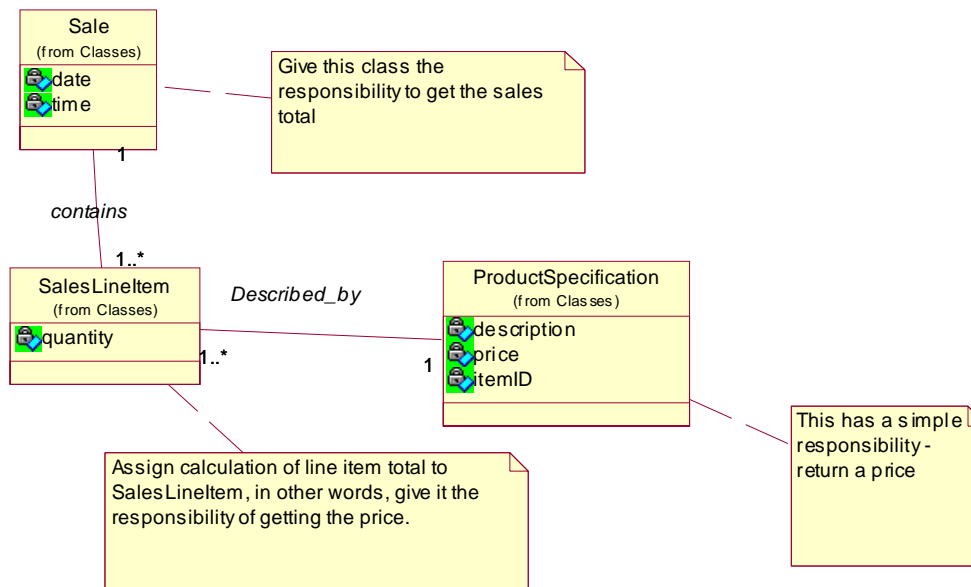 Sale
(from Classes)
date
time
Give this class the
responsibility to get the sales
total
1
contains
1..*
SalesLineItem
(from Classes)
quantity
1..*
Described_by
1
ProductSpecification
(from Classes)
description
price
itemID
Assign calculation of line item total to
SalesLineItem, in other words, give it the
responsibility of getting the price.
This has a simple
responsibility -
return a price